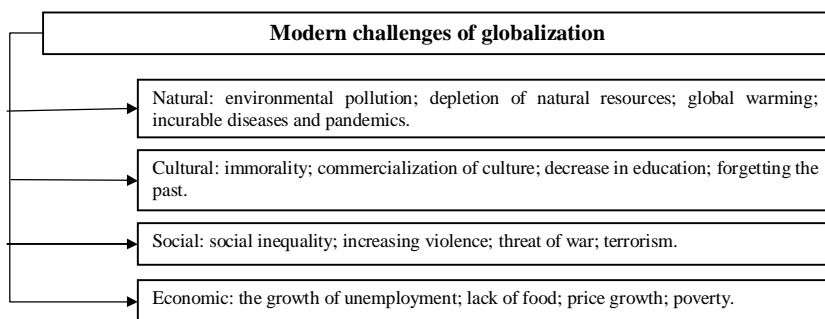 Modern challenges of globalization
Natural: environmental pollution; depletion of natural resources; global warming;
incurable diseases and pandemics.
Cultural: immorality; commercialization of culture; decrease in education; forgetting the
past.
Social: social inequality; increasing violence; threat of war; terrorism.
Economic: the growth of unemployment; lack of food; price growth; poverty.